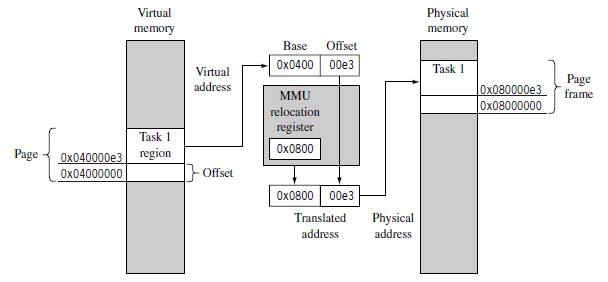 Virtual
memory
Physical
memory
Base
Offset
0x0400
00e3
Virtual
address
Task 1
0x080000e3
0x08000000
Page
frame
MMU
relocation
register
0x0800
Task 1
region
Page
0x040000e3
0x04000000
Offset
0x0800
00e3
Translated
address
Physical
address